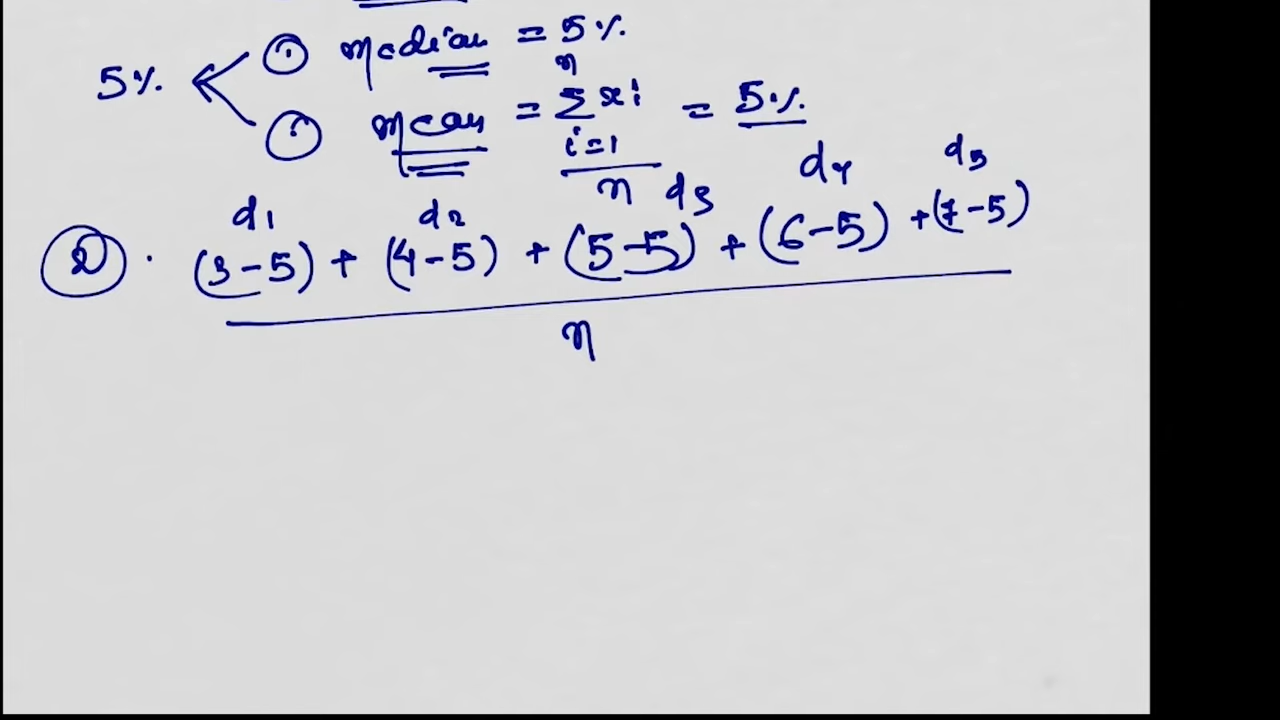 5% < ① median = 5%
① mean = n Σ xi i=1 / n = 5%
d1 d2 d3 d4 d5
② . (3-5) + (4-5) + (5-5) + (6-5) + (7-5)
n